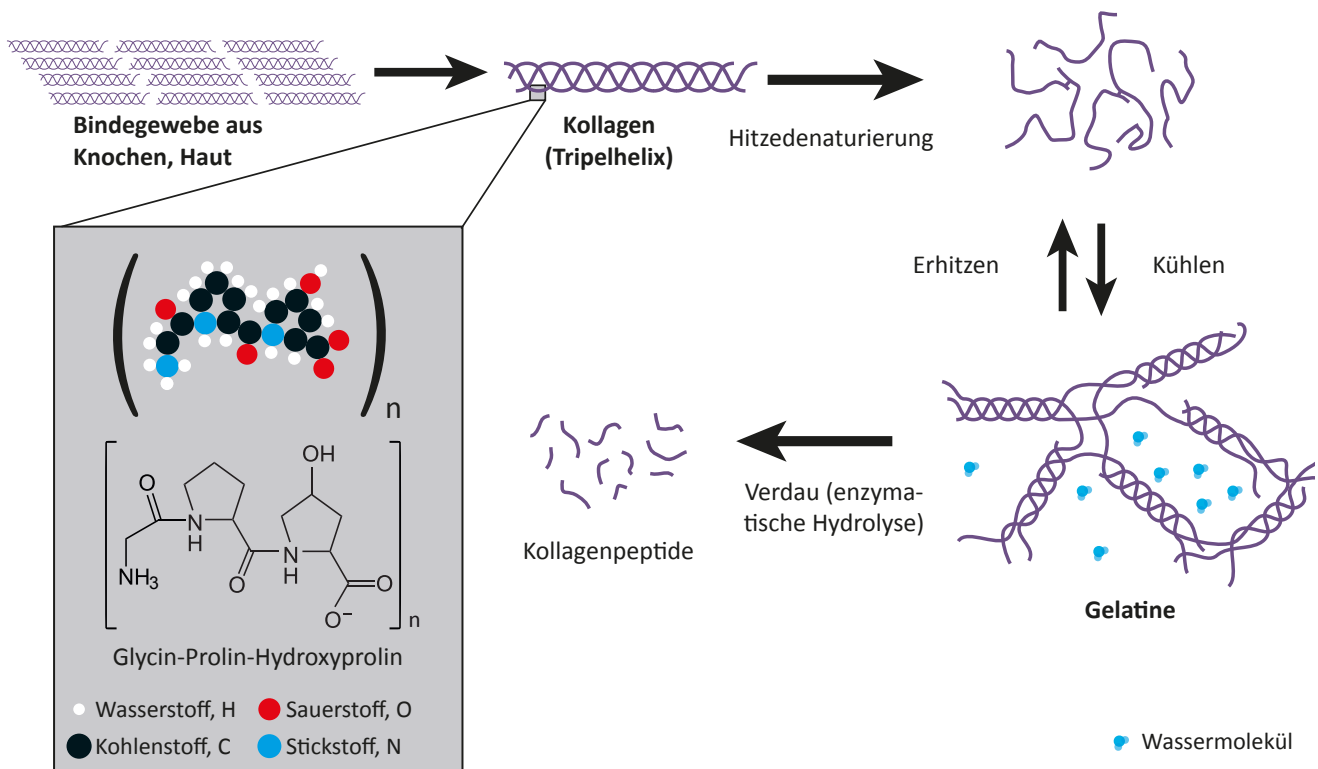 Bindegewebe aus
Knochen, Haut
Kollagen
(Tripelhelix)
Hitzedenaturierung
Erhitzen
Kühlen
n
O
N
H
NH₃
O
N
H
OH
O
O⁻
n
Glycin-Prolin-Hydroxyprolin
Wasserstoff, H
Sauerstoff, O
Kohlenstoff, C
Stickstoff, N
Kollagenpeptide
Verdau (enzyma-
tische Hydrolyse)
Gelatine
Wassermolekül